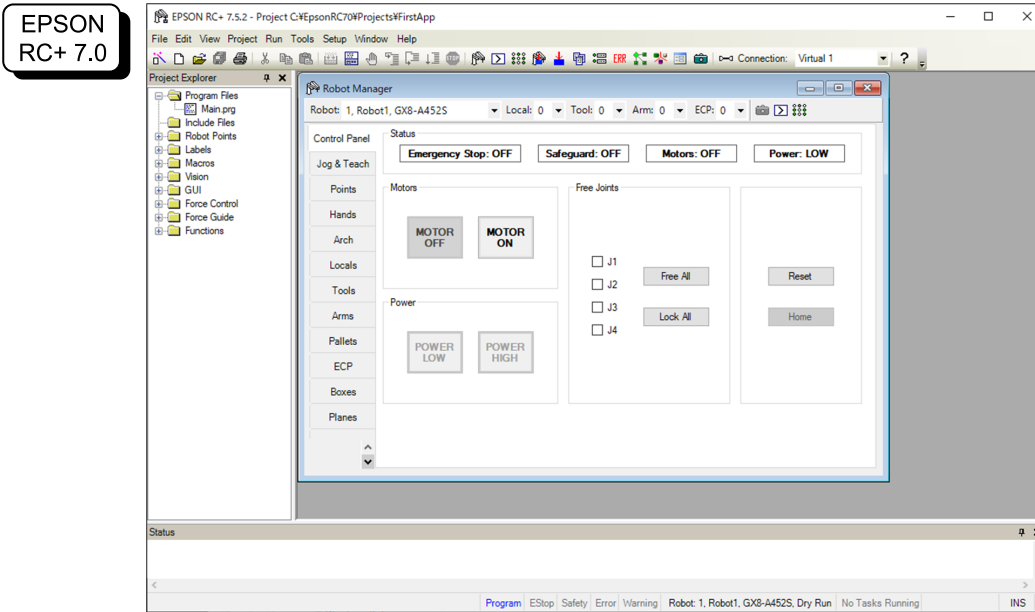 EPSON
RC+ 7.0
EPSON RC+ 7.5.2 - Project C:¥EpsonRC70¥Projects¥FirstApp
File Edit View Project Run Tools Setup Window Help
ERR Connection: Virtual 1 ?
Project Explorer
Program Files
Main.prg
Include Files
Robot Points
Labels
Macros
Vision
GUI
Force Control
Force Guide
Functions
Robot Manager
Robot: 1, Robot1, GX8-A452S Local: 0 Tool: 0 Arm: 0 ECP: 0
Control Panel
Jog & Teach
Points
Hands
Arch
Locals
Tools
Arms
Pallets
ECP
Boxes
Planes
Status
Emergency Stop: OFF Safeguard: OFF Motors: OFF Power: LOW
Motors
MOTOR
OFF
MOTOR
ON
Power
POWER
LOW
POWER
HIGH
Free Joints
J1
J2
J3
J4
Free All
Lock All
Reset
Home
Status
Program EStop Safety Error Warning Robot: 1, Robot1, GX8-A452S, Dry Run No Tasks Running INS